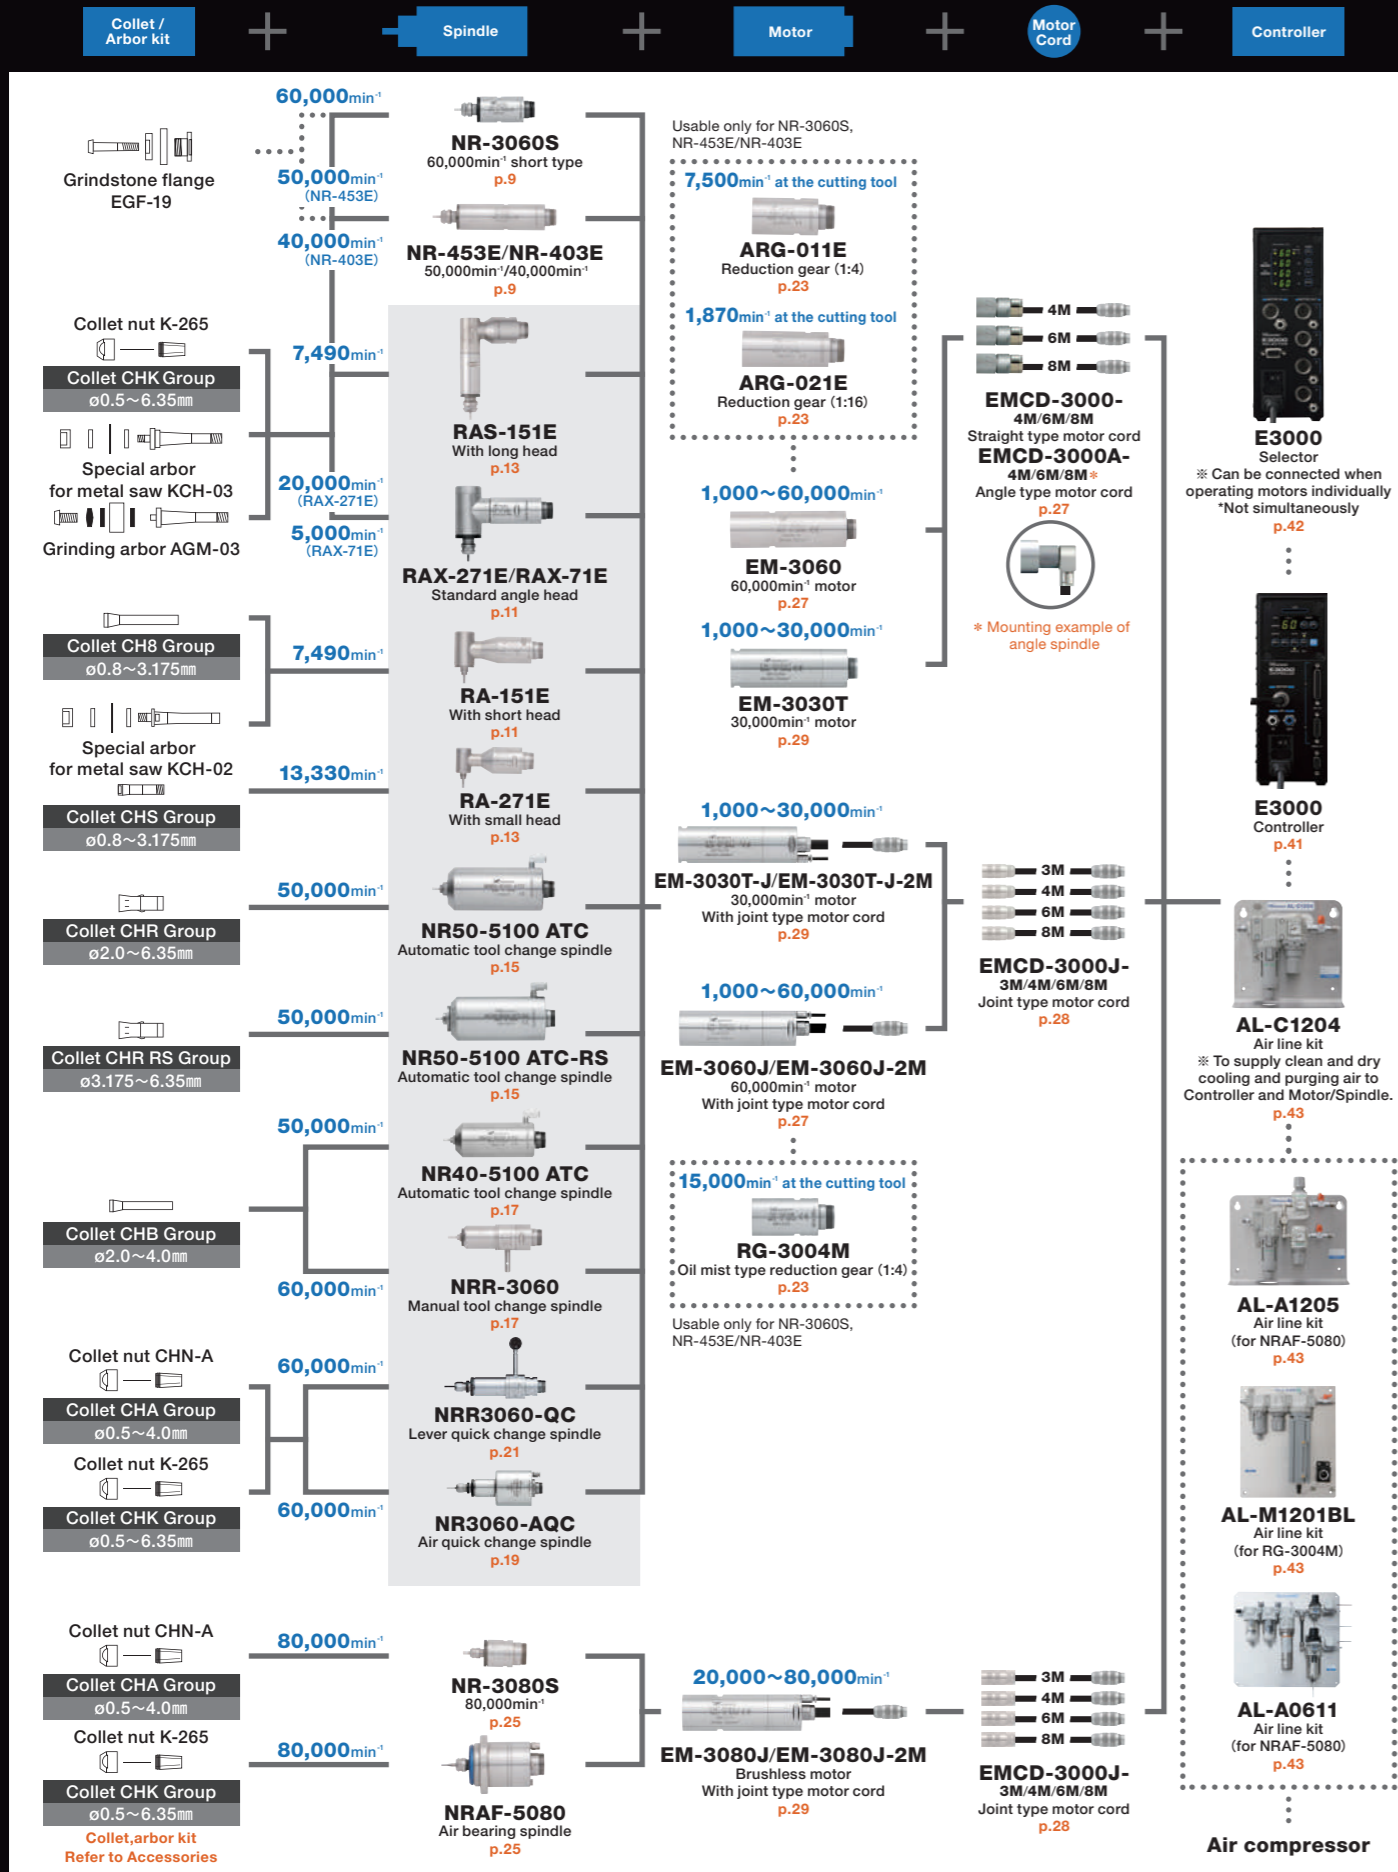 Collet /
Arbor kit
Spindle
Motor
Motor
Cord
Controller
60,000min⁻¹
Grindstone flange
EGF-19
50,000min⁻¹
(NR-453E)
40,000min⁻¹
(NR-403E)
Collet nut K-265
Collet CHK Group
ø0.5～6.35㎜
7,490min⁻¹
Special arbor
for metal saw KCH-03
20,000min⁻¹
(RAX-271E)
5,000min⁻¹
(RAX-71E)
Grinding arbor AGM-03
Collet CH8 Group
ø0.8～3.175㎜
7,490min⁻¹
Special arbor
for metal saw KCH-02
13,330min⁻¹
Collet CHS Group
ø0.8～3.175㎜
50,000min⁻¹
Collet CHR Group
ø2.0～6.35㎜
50,000min⁻¹
Collet CHR RS Group
ø3.175～6.35㎜
50,000min⁻¹
Collet CHB Group
ø2.0～4.0㎜
60,000min⁻¹
Collet nut CHN-A
60,000min⁻¹
Collet CHA Group
ø0.5～4.0㎜
Collet nut K-265
60,000min⁻¹
Collet CHK Group
ø0.5～6.35㎜
Collet nut CHN-A
80,000min⁻¹
Collet CHA Group
ø0.5～4.0㎜
Collet nut K-265
80,000min⁻¹
Collet CHK Group
ø0.5～6.35㎜
Collet,arbor kit
Refer to Accessories
NR-3060S
60,000min⁻¹ short type
p.9
NR-453E/NR-403E
50,000min⁻¹/40,000min⁻¹
p.9
RAS-151E
With long head
p.13
RAX-271E/RAX-71E
Standard angle head
p.11
RA-151E
With short head
p.11
RA-271E
With small head
p.13
NR50-5100 ATC
Automatic tool change spindle
p.15
NR50-5100 ATC-RS
Automatic tool change spindle
p.15
NR40-5100 ATC
Automatic tool change spindle
p.17
NRR-3060
Manual tool change spindle
p.17
NRR3060-QC
Lever quick change spindle
p.21
NR3060-AQC
Air quick change spindle
p.19
NR-3080S
80,000min⁻¹
p.25
NRAF-5080
Air bearing spindle
p.25
Usable only for NR-3060S,
NR-453E/NR-403E
7,500min⁻¹ at the cutting tool
ARG-011E
Reduction gear (1:4)
p.23
1,870min⁻¹ at the cutting tool
ARG-021E
Reduction gear (1:16)
p.23
1,000～60,000min⁻¹
EM-3060
60,000min⁻¹ motor
p.27
1,000～30,000min⁻¹
EM-3030T
30,000min⁻¹ motor
p.29
1,000～30,000min⁻¹
EM-3030T-J/EM-3030T-J-2M
30,000min⁻¹ motor
With joint type motor cord
p.29
1,000～60,000min⁻¹
EM-3060J/EM-3060J-2M
60,000min⁻¹ motor
With joint type motor cord
p.27
15,000min⁻¹ at the cutting tool
RG-3004M
Oil mist type reduction gear (1:4)
p.23
Usable only for NR-3060S,
NR-453E/NR-403E
20,000～80,000min⁻¹
EM-3080J/EM-3080J-2M
Brushless motor
With joint type motor cord
p.29
4M
6M
8M
EMCD-3000-
4M/6M/8M
Straight type motor cord
EMCD-3000A-
4M/6M/8M＊
Angle type motor cord
p.27
＊ Mounting example of
angle spindle
3M
4M
6M
8M
EMCD-3000J-
3M/4M/6M/8M
Joint type motor cord
p.28
3M
4M
6M
8M
EMCD-3000J-
3M/4M/6M/8M
Joint type motor cord
p.28
E3000
E3000
Selector
※ Can be connected when
operating motors individually
*Not simultaneously
p.42
60
E3000
E3000
Controller
p.41
AL-C1204
AL-C1204
Air line kit
※ To supply clean and dry
cooling and purging air to
Controller and Motor/Spindle.
p.43
AL-A1205
Air line kit
(for NRAF-5080)
p.43
AL-M1201BL
Air line kit
(for RG-3004M)
p.43
AL-A0611
Air line kit
(for NRAF-5080)
p.43
Air compressor